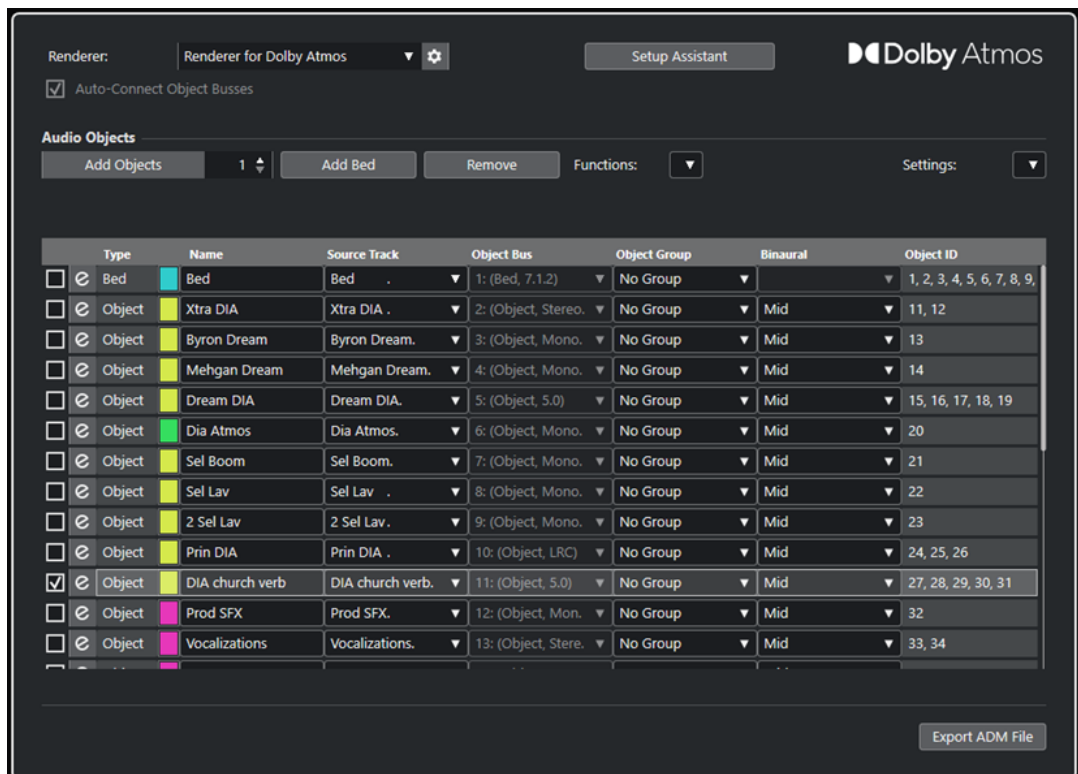 Renderer: Renderer for Dolby Atmos Setup Assistant Dolby Atmos
Auto-Connect Object Busses
Audio Objects
Add Objects 1 Add Bed Remove Functions: Settings:
Type Name Source Track Object Bus Object Group Binaural Object ID
e Bed Bed Bed . 1: (Bed, 7.1.2) No Group 1, 2, 3, 4, 5, 6, 7, 8, 9,
e Object Xtra DIA Xtra DIA . 2: (Object, Stereo. No Group Mid 11, 12
e Object Byron Dream Byron Dream. 3: (Object, Mono. No Group Mid 13
e Object Mehgan Dream Mehgan Dream. 4: (Object, Mono. No Group Mid 14
e Object Dream DIA Dream DIA. 5: (Object, 5.0) No Group Mid 15, 16, 17, 18, 19
e Object Dia Atmos Dia Atmos. 6: (Object, Mono. No Group Mid 20
e Object Sel Boom Sel Boom. 7: (Object, Mono. No Group Mid 21
e Object Sel Lav Sel Lav . 8: (Object, Mono. No Group Mid 22
e Object 2 Sel Lav 2 Sel Lav. 9: (Object, Mono. No Group Mid 23
e Object Prin DIA Prin DIA . 10: (Object, LRC) No Group Mid 24, 25, 26
e Object DIA church verb DIA church verb. 11: (Object, 5.0) No Group Mid 27, 28, 29, 30, 31
e Object Prod SFX Prod SFX. 12: (Object, Mon. No Group Mid 32
e Object Vocalizations Vocalizations. 13: (Object, Stere. No Group Mid 33, 34
Export ADM File